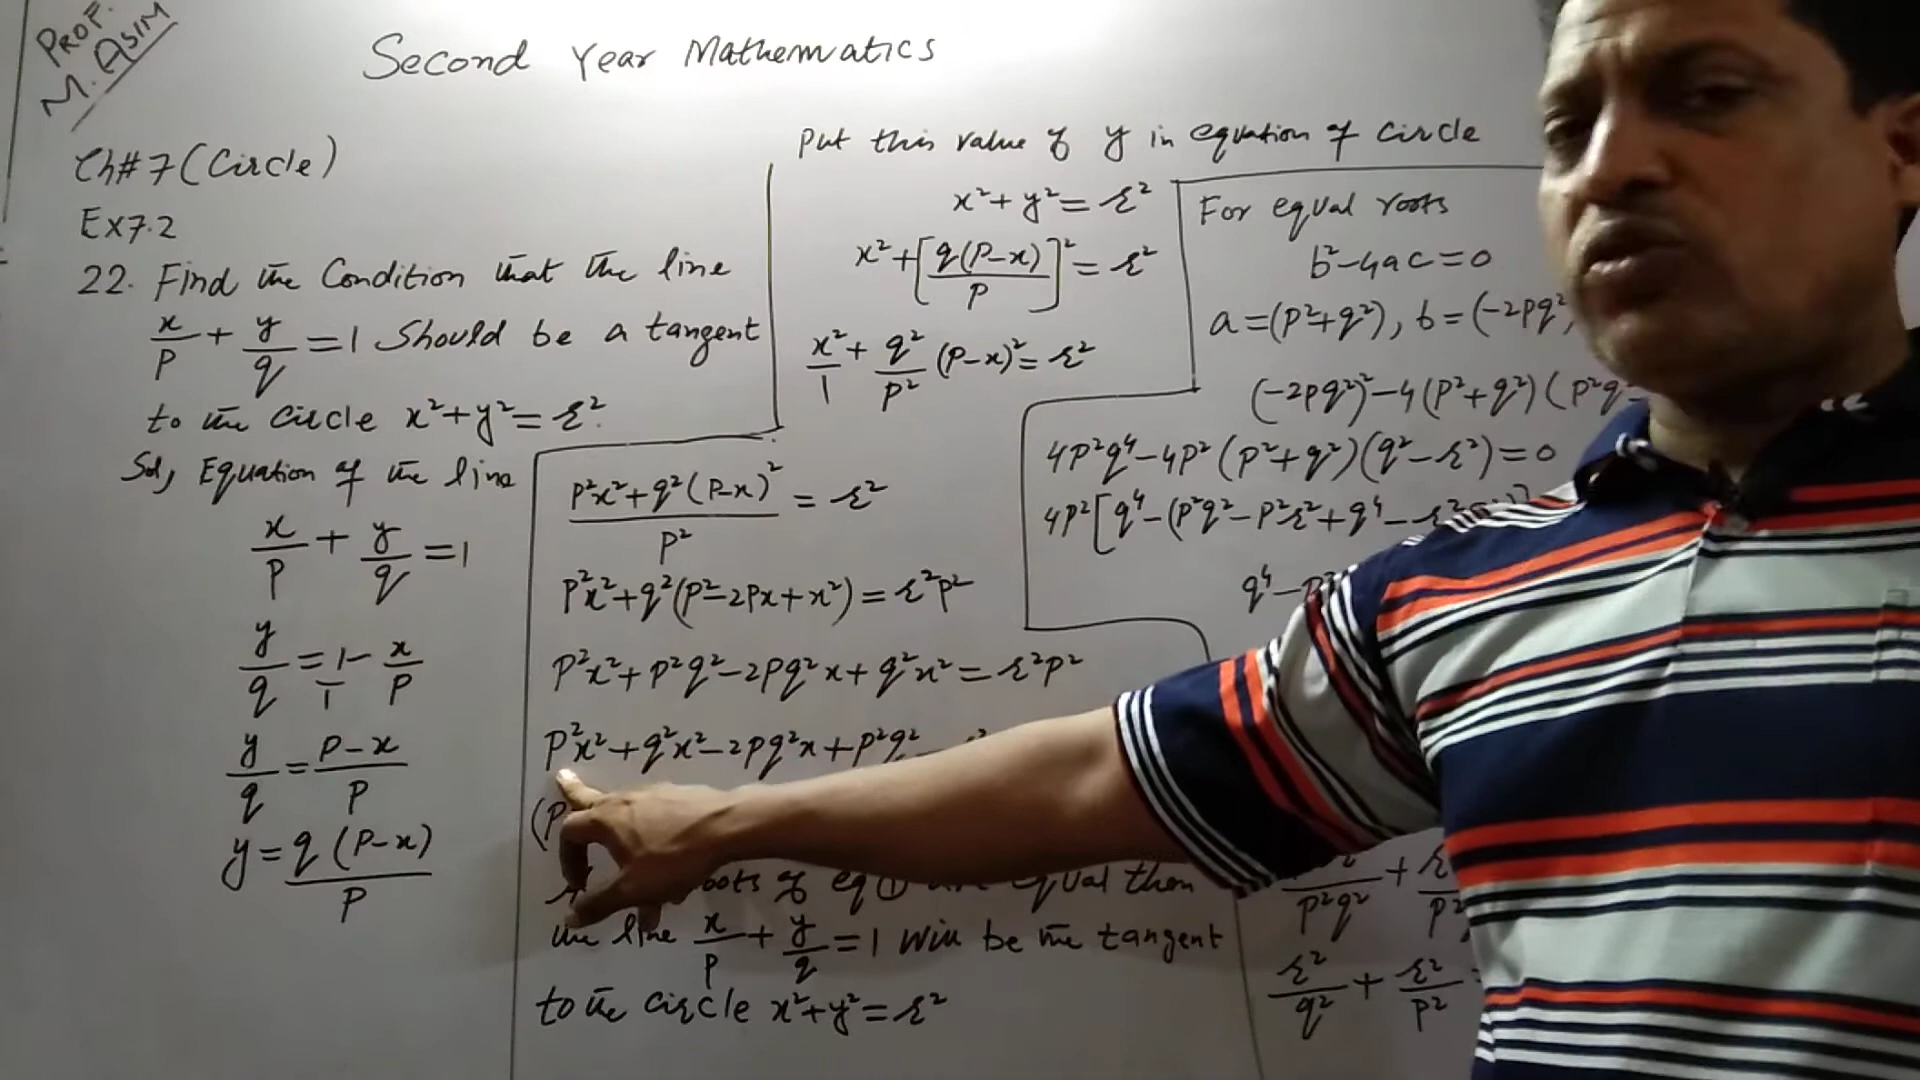 PROF.
M. ASIM
Second Year Mathematics
Ch# 7 (Circle)
EX7.2
22. Find the Condition that the line
x/p + y/q = 1 Should be a tangent
to the circle x²+y²=r².
Sol, Equation of the line
x/p + y/q = 1
y/q = 1/1 - x/p
y/q = p-x/p
y = q(p-x)/p
Put this value of y in equation of circle
x²+y²=r²
x²+[q(p-x)/p]²=r²
x²/1 + q²/p² (p-x)²=r²
p²x²+q²(p-x)²/p² = r²
p²x²+q²(p²-2px+x²)=r²p²
p²x²+p²q²-2pq²x+q²x²=r²p²
p²x²+q²x²-2pq²x+p²q²
(p
roots of eq ① are equal then
the line x/p + y/q = 1 will be the tangent
to the circle x²+y²=r²
For equal roots
b²-4ac=0
a=(p²+q²), b=(-2pq²
(-2pq²)²-4(p²+q²)(p²q²
4p²q⁴-4p²(p²+q²)(q²-r²)=0
4p²[q⁴-(p²q²-p²r²+q⁴-r²
q⁴-p²
/p²q² + r/p²
r²/q² + r²/p² =